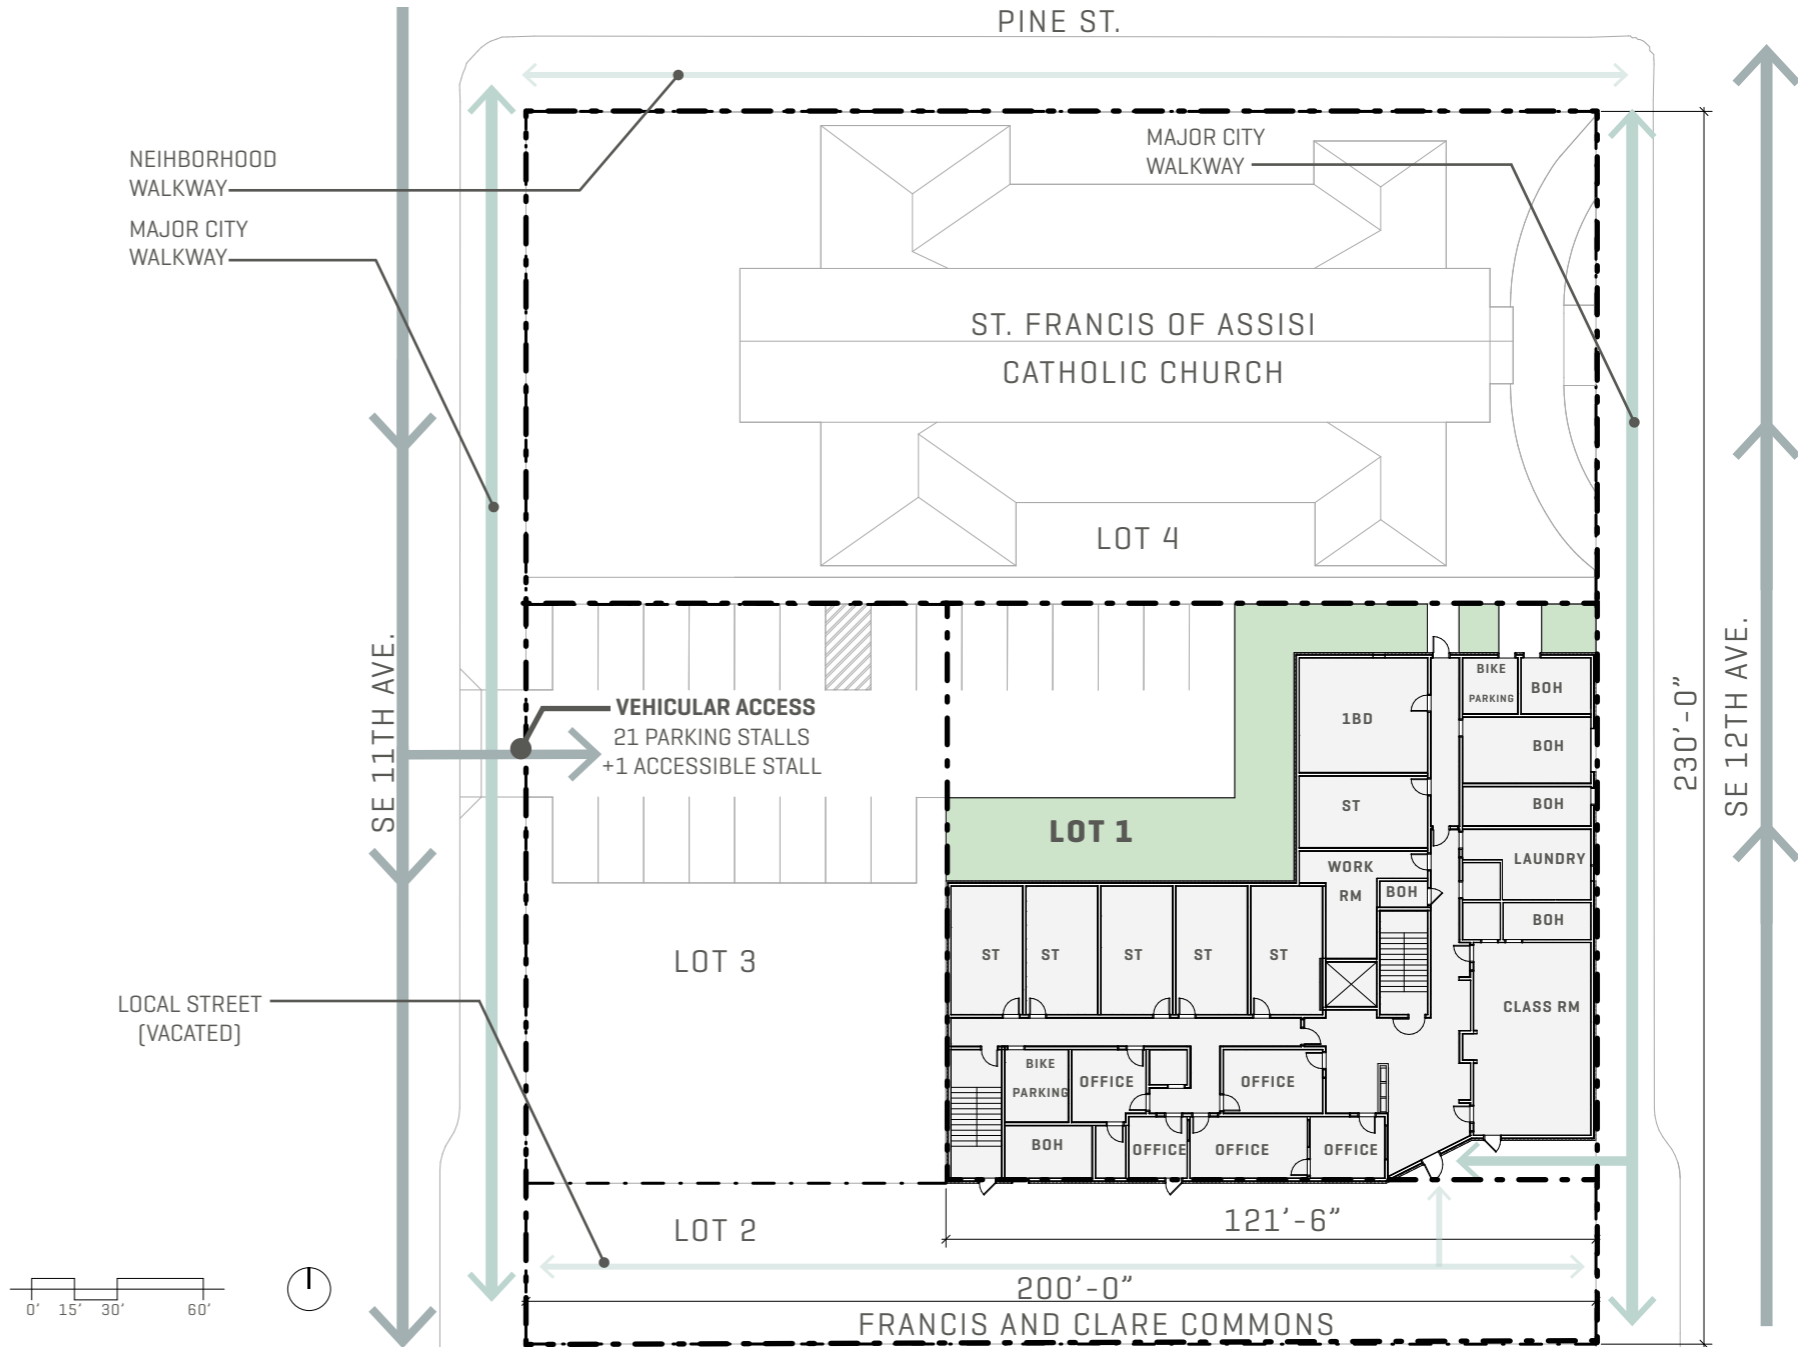 PINE ST.
NEIHBORHOOD
WALKWAY
MAJOR CITY
WALKWAY
MAJOR CITY
WALKWAY
ST. FRANCIS OF ASSISI
CATHOLIC CHURCH
LOT 4
SE 11TH AVE.
VEHICULAR ACCESS
21 PARKING STALLS
+1 ACCESSIBLE STALL
230'-0"
SE 12TH AVE.
BIKE
PARKING
BOH
1BD
BOH
ST
BOH
LOT 1
WORK
RM
LAUNDRY
BOH
BOH
ST
ST
ST
ST
ST
LOT 3
CLASS RM
LOCAL STREET
(VACATED)
BIKE
PARKING
OFFICE
OFFICE
BOH
OFFICE
OFFICE
OFFICE
LOT 2
121'-6"
200'-0"
0' 15' 30' 60'
FRANCIS AND CLARE COMMONS